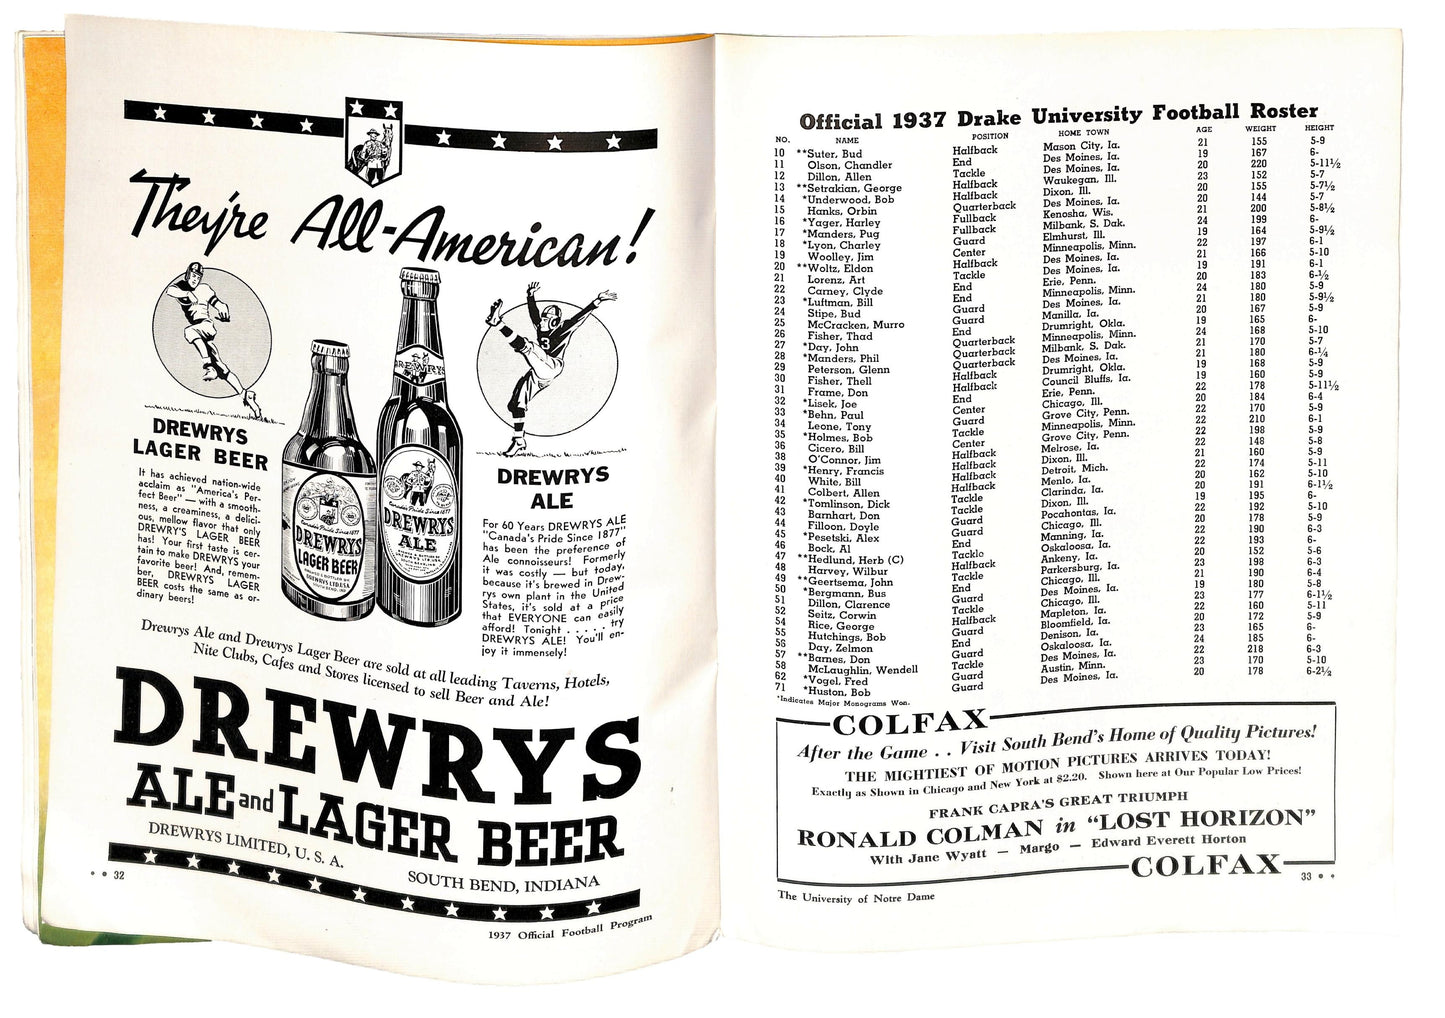 They're All-American!
DREWRYS
LAGER BEER
It has achieved nation-wide
acclaim as "America's Per-
fect Beer" — with a smooth-
ness, a creaminess, a delici-
ous, mellow flavor that only
DREWRY'S LAGER BEER
has! Your first taste is cer-
tain to make DREWRYS your
favorite beer! And, remem-
ber, DREWRYS LAGER
BEER costs the same as or-
dinary beers!
Canada's Pride Since 1877
DREWRYS
LAGER BEER
DREWRYS
Canada's Pride Since 1877
DREWRYS
ALE
3
DREWRYS
ALE
For 60 Years DREWRYS ALE
"Canada's Pride Since 1877"
has been the preference of
Ale connoisseurs! Formerly
it was costly — but today,
because it's brewed in Drew-
rys own plant in the United
States, it's sold at a price
that EVERYONE can easily
afford! Tonight . . . . . try
DREWRYS ALE! You'll en-
joy it immensely!
Drewrys Ale and Drewrys Lager Beer are sold at all leading Taverns, Hotels,
Nite Clubs, Cafes and Stores licensed to sell Beer and Ale!
DREWRYS
ALE and LAGER BEER
DREWRYS LIMITED, U. S. A.
SOUTH BEND, INDIANA
• • 32
1937 Official Football Program
Official 1937 Drake University Football Roster
NO. NAME POSITION HOME TOWN AGE WEIGHT HEIGHT
10 **Suter, Bud Halfback Mason City, Ia. 21 155 5-9
11 Olson, Chandler End Des Moines, Ia. 19 167 6-
12 Dillon, Allen Tackle Des Moines, Ia. 20 220 5-11½
13 **Setrakian, George Halfback Waukegan, Ill. 23 152 5-7
14 *Underwood, Bob Halfback Dixon, Ill. 20 155 5-7½
15 Hanks, Orbin Quarterback Des Moines, Ia. 20 144 5-7
16 *Yager, Harley Fullback Kenosha, Wis. 21 200 5-8½
17 *Manders, Pug Fullback Milbank, S. Dak. 24 199 6-
18 *Lyon, Charley Guard Elmhurst, Ill. 19 164 5-9½
19 Woolley, Jim Center Minneapolis, Minn. 22 197 6-1
20 **Woltz, Eldon Halfback Des Moines, Ia. 21 166 5-10
21 Lorenz, Art Tackle Des Moines, Ia. 19 191 6-1
22 Carney, Clyde End Erie, Penn. 20 183 6-½
23 *Luftman, Bill End Minneapolis, Minn. 24 180 5-9
24 Stipe, Bud Guard Des Moines, Ia. 21 180 5-9½
25 McCracken, Murro Guard Manilla, Ia. 20 167 5-9
26 Fisher, Thad End Drumright, Okla. 19 165 6-
27 *Day, John Quarterback Minneapolis, Minn. 24 168 5-10
28 *Manders, Phil Quarterback Milbank, S. Dak. 21 170 5-7
29 Peterson, Glenn Quarterback Des Moines, Ia. 21 180 6-¼
30 Fisher, Thell Halfback Drumright, Okla. 19 168 5-9
31 Frame, Don Halfback Council Bluffs, Ia. 19 160 5-9
32 *Lisek, Joe End Erie, Penn. 22 178 5-11½
33 *Behn, Paul Center Chicago, Ill. 20 184 6-4
34 Leone, Tony Guard Grove City, Penn. 22 170 5-9
35 *Holmes, Bob Tackle Minneapolis, Minn. 22 210 6-1
36 Cicero, Bill Center Grove City, Penn. 22 198 5-9
38 O'Connor, Jim Halfback Melrose, Ia. 22 148 5-8
39 *Henry, Francis Halfback Dixon, Ill. 21 160 5-9
40 White, Bill Halfback Detroit, Mich. 22 174 5-11
41 Colbert, Allen Halfback Menlo, Ia. 20 162 5-10
42 *Tomlinson, Dick Tackle Clarinda, Ia. 20 191 6-1½
43 Barnhart, Don Tackle Dixon, Ill. 19 195 6-
44 Filloon, Doyle Guard Pocahontas, Ia. 22 192 5-10
45 *Pesetski, Alex Guard Chicago, Ill. 20 178 5-9
46 Bock, Al End Manning, Ia. 22 190 6-3
47 **Hedlund, Herb (C) Tackle Oskaloosa, Ia. 22 193 6-
48 Harvey, Wilbur Halfback Ankeny, Ia. 20 152 5-6
49 **Geertsema, John Tackle Parkersburg, Ia. 23 198 6-3
50 *Bergmann, Bus End Chicago, Ill. 21 190 6-4
51 Dillon, Clarence Guard Des Moines, Ia. 19 180 5-8
52 Seitz, Corwin Tackle Chicago, Ill. 23 177 6-1½
54 Rice, George Halfback Mapleton, Ia. 22 160 5-11
55 Hutchings, Bob Guard Bloomfield, Ia. 20 172 5-9
56 Day, Zelmon End Denison, Ia. 23 165 6-
57 **Barnes, Don Guard Oskaloosa, Ia. 24 185 6-
58 McLaughlin, Wendell Tackle Des Moines, Ia. 22 218 6-3
62 *Vogel, Fred Guard Austin, Minn. 23 170 5-10
71 *Huston, Bob Guard Des Moines, Ia. 20 178 6-2½
*Indicates Major Monograms Won.
COLFAX
After the Game . . Visit South Bend's Home of Quality Pictures!
THE MIGHTIEST OF MOTION PICTURES ARRIVES TODAY!
Exactly as Shown in Chicago and New York at $2.20. Shown here at Our Popular Low Prices!
FRANK CAPRA'S GREAT TRIUMPH
RONALD COLMAN in "LOST HORIZON"
With Jane Wyatt — Margo — Edward Everett Horton
COLFAX
33 • •
The University of Notre Dame